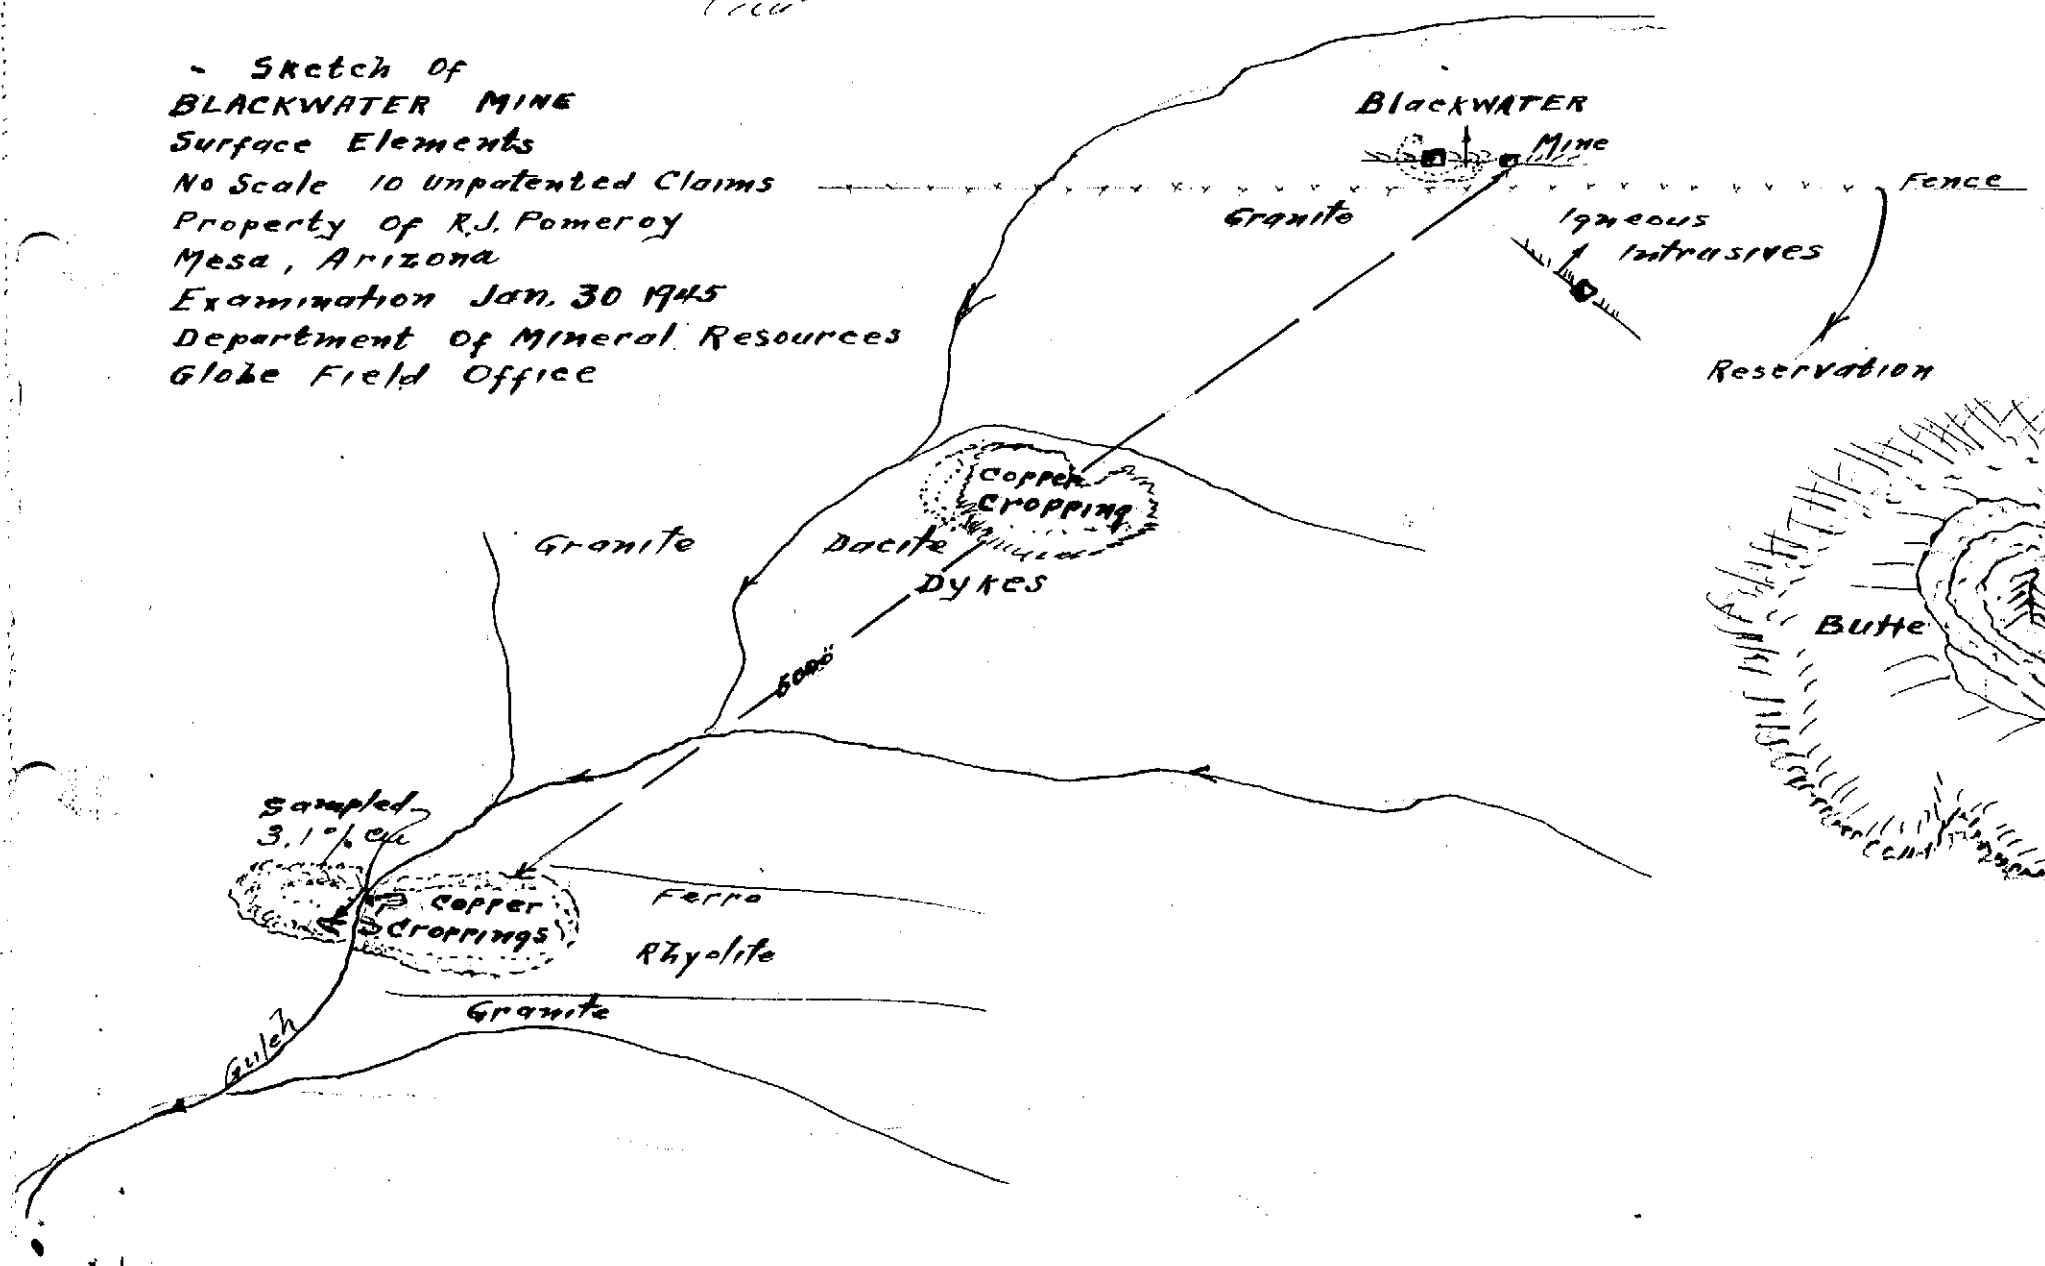 - Sketch Of
BLACKWATER MINE
Surface Elements
No Scale 10 Unpatented Claims
Property Of R.J. Pomeroy
Mesa, Arizona
Examination Jan. 30 1945
Department Of Mineral Resources
Globe Field Office
BlackWATER
Mine
Fence
Granite
Igneous
Intrusives
Reservation
Copper
Cropping
Granite
Dacite
Dykes
Butte
5000'
Sampled
3.1% Cu
Copper
Croppings
Ferro
Rhyolite
Granite
Gulch